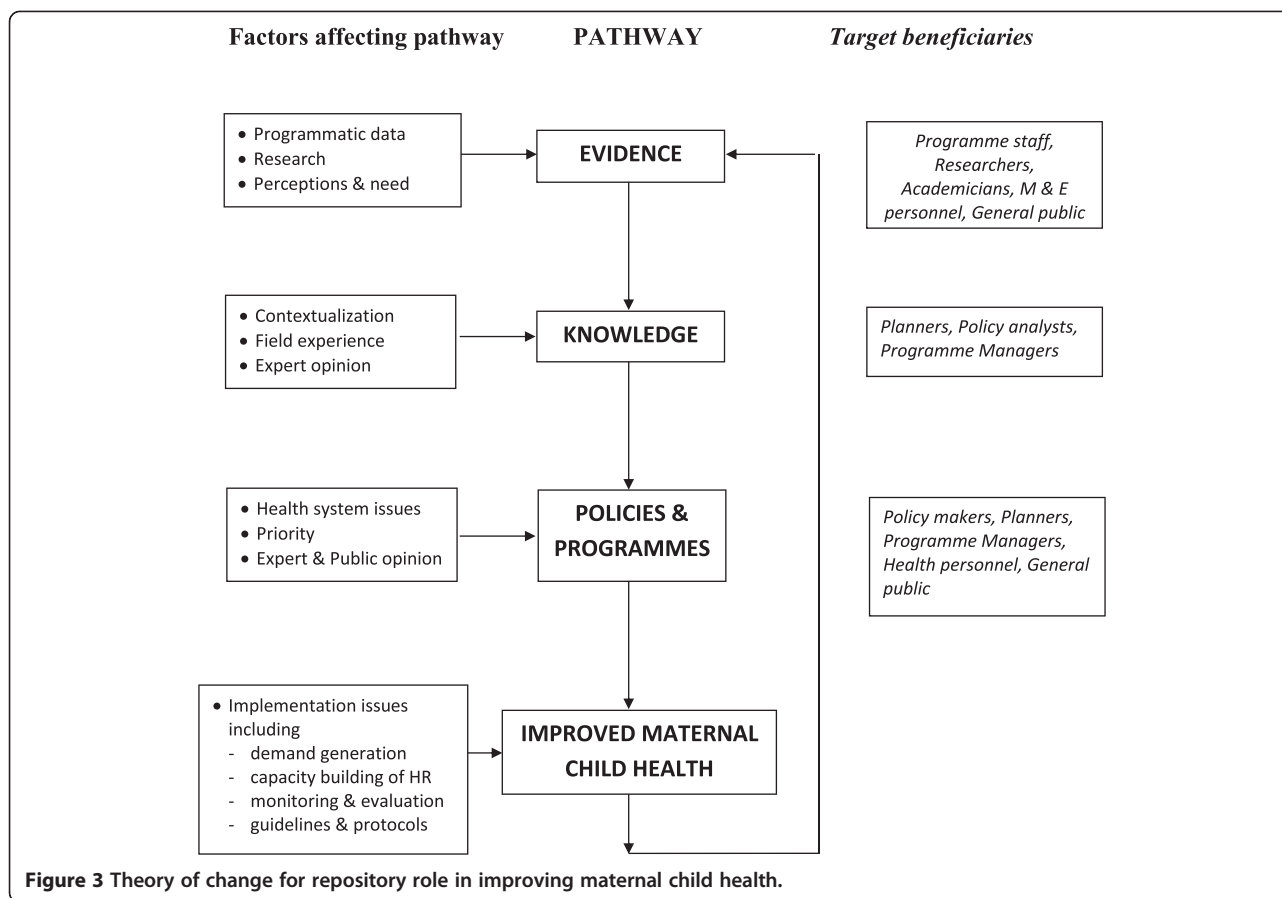 Factors affecting pathway
PATHWAY
Target beneficiaries
• Programmatic data
• Research
• Perceptions & need
EVIDENCE
Programme staff,
Researchers,
Academicians, M & E
personnel, General public
• Contextualization
• Field experience
• Expert opinion
KNOWLEDGE
Planners, Policy analysts,
Programme Managers
• Health system issues
• Priority
• Expert & Public opinion
POLICIES &
PROGRAMMES
Policy makers, Planners,
Programme Managers,
Health personnel, General
public
• Implementation issues
including
- demand generation
- capacity building of HR
- monitoring & evaluation
- guidelines & protocols
IMPROVED MATERNAL
CHILD HEALTH
Figure 3 Theory of change for repository role in improving maternal child health.